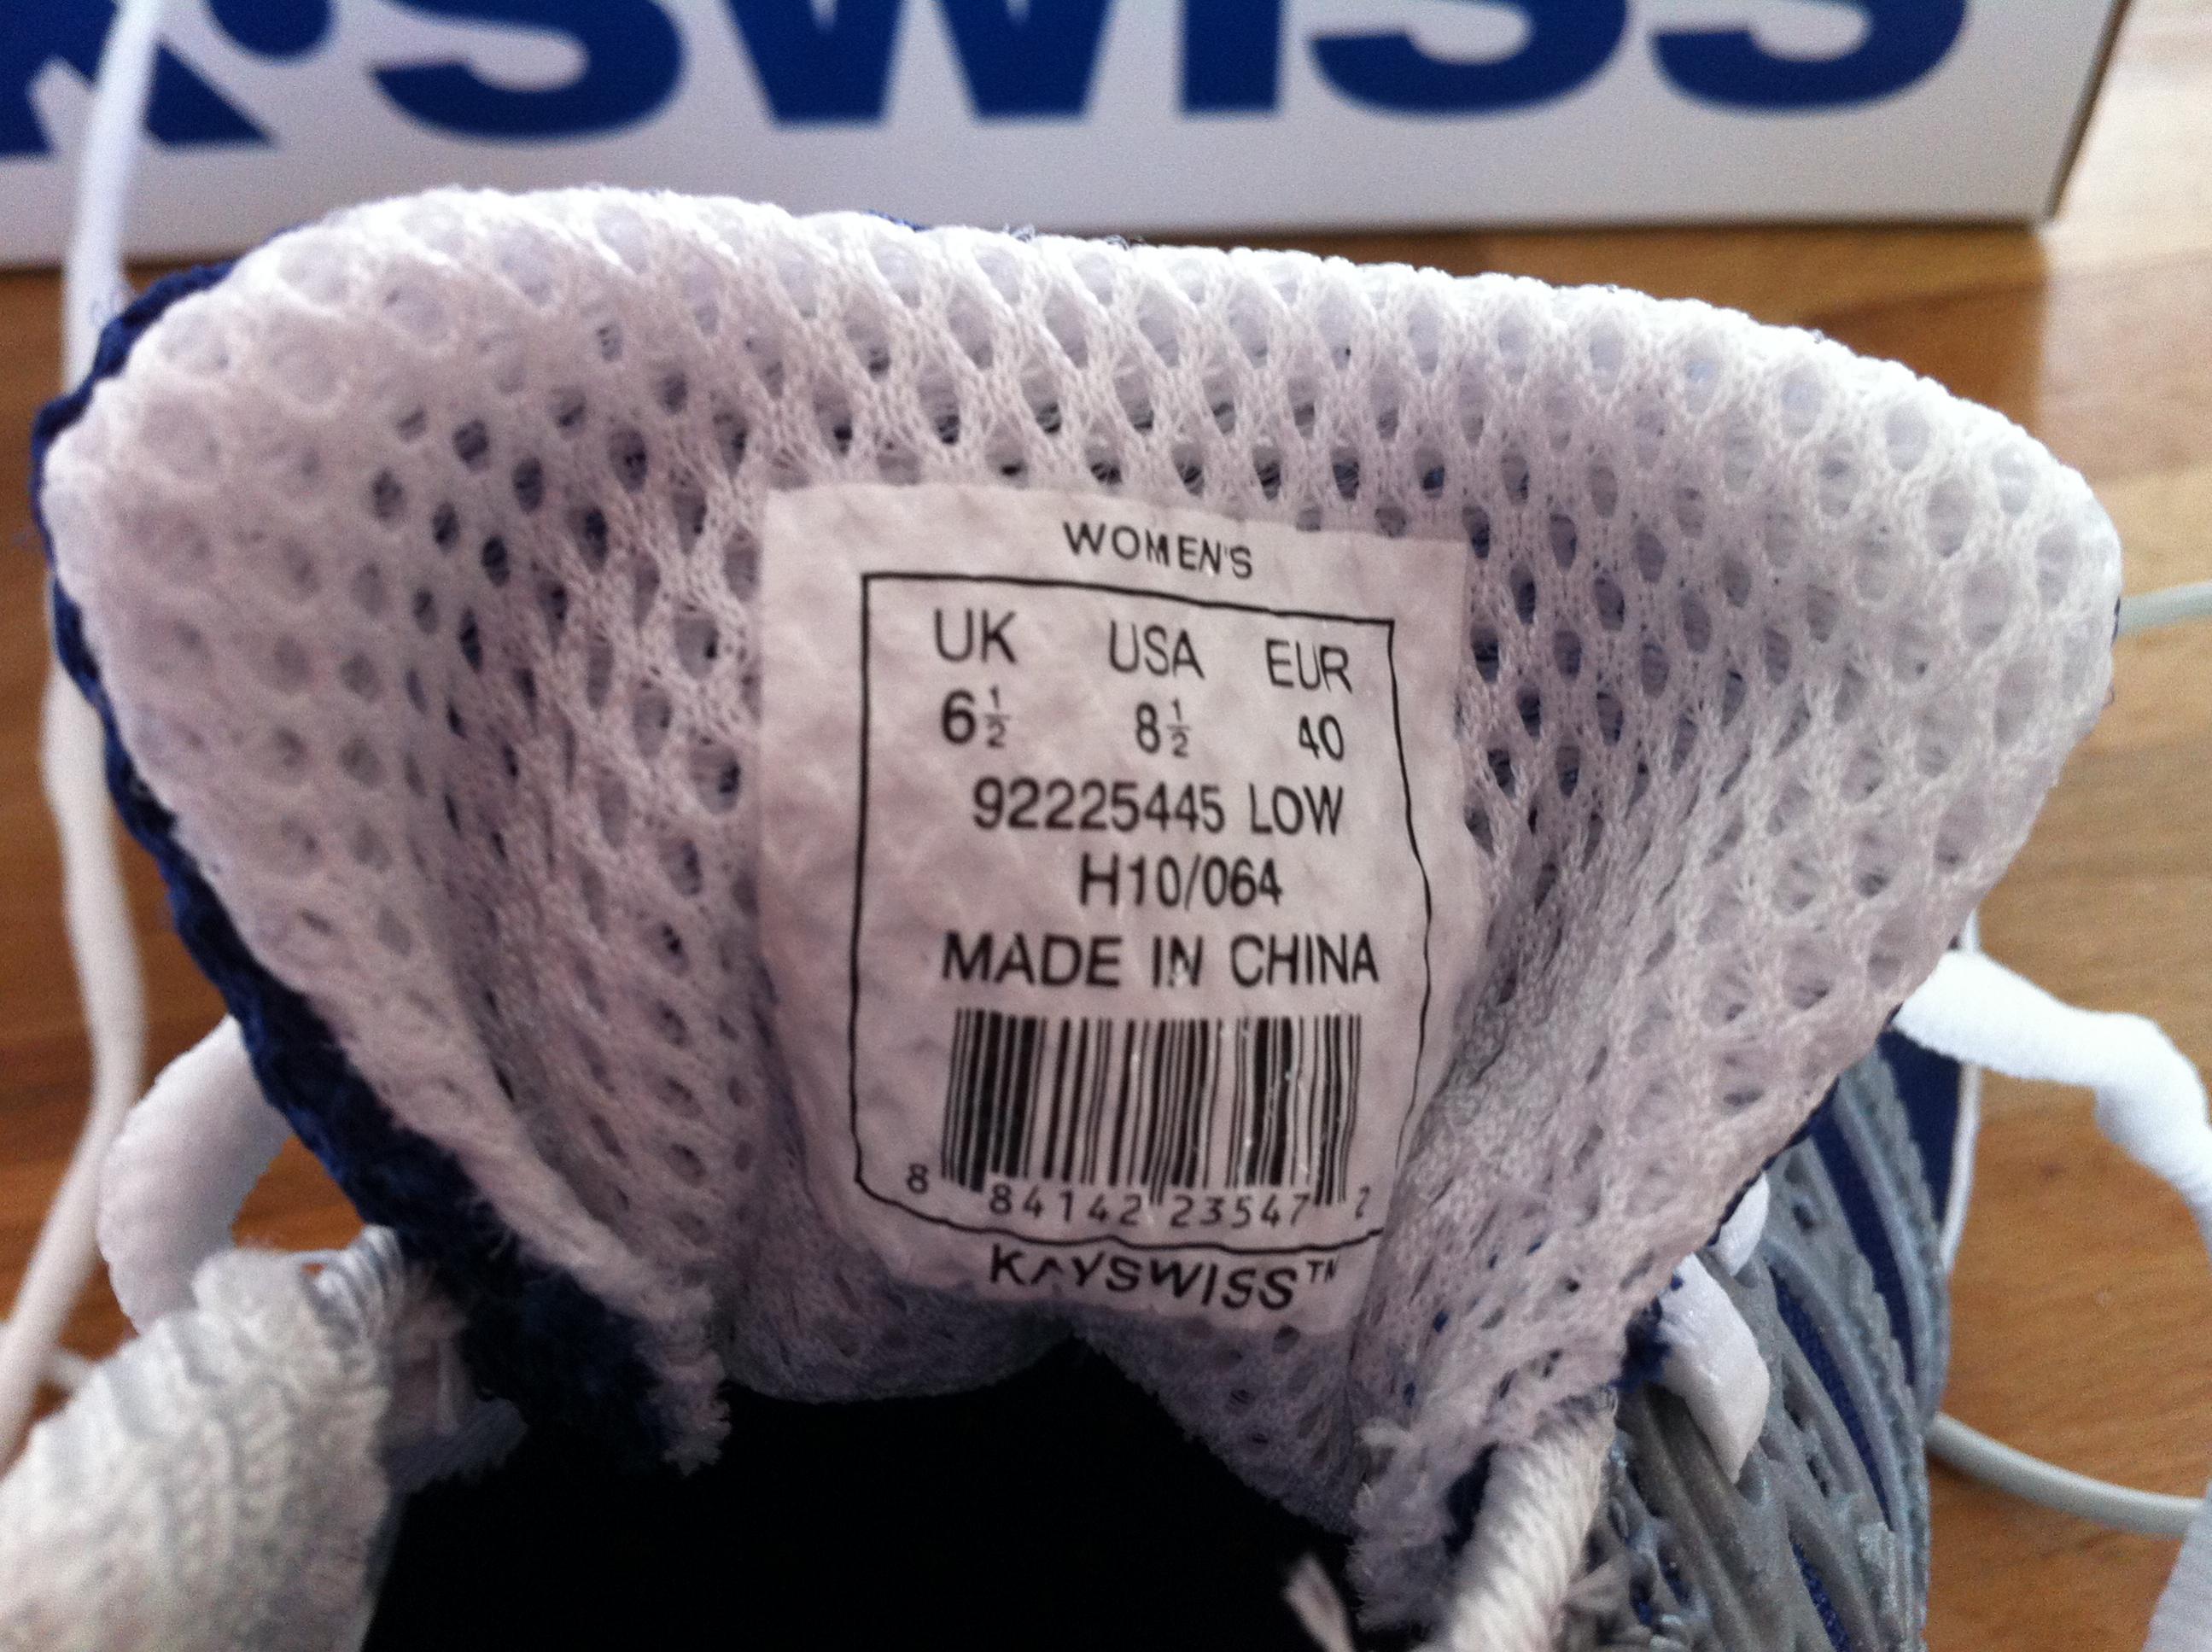 K·SWISS
WOMEN'S
UK USA EUR
6½ 8½ 40
92225445 LOW
H10/064
MADE IN CHINA
8 84142 23547 2
KAYSWISS™